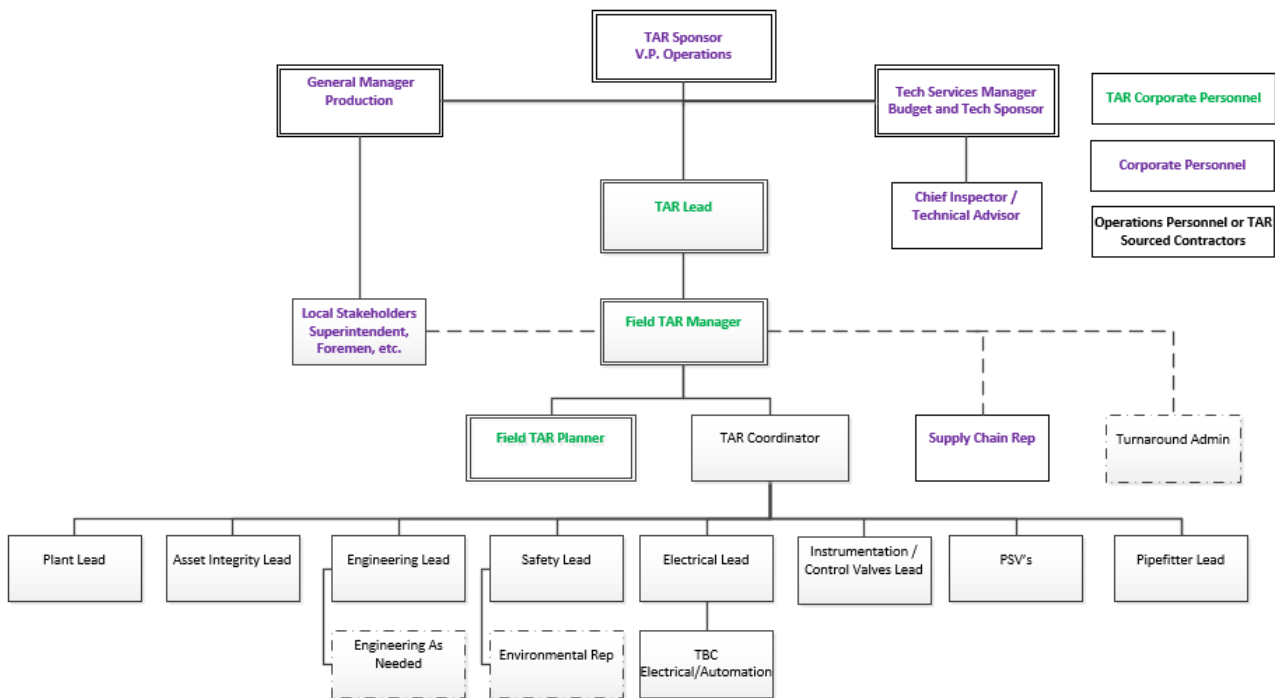 TAR Sponsor
V.P. Operations
General Manager
Production
Tech Services Manager
Budget and Tech Sponsor
TAR Corporate Personnel
Corporate Personnel
Operations Personnel or TAR
Sourced Contractors
Chief Inspector /
Technical Advisor
TAR Lead
Local Stakeholders
Superintendent,
Foremen, etc.
Field TAR Manager
Field TAR Planner
TAR Coordinator
Supply Chain Rep
Turnaround Admin
Plant Lead
Asset Integrity Lead
Engineering Lead
Safety Lead
Electrical Lead
Instrumentation /
Control Valves Lead
PSV's
Pipefitter Lead
Engineering As
Needed
Environmental Rep
TBC
Electrical/Automation